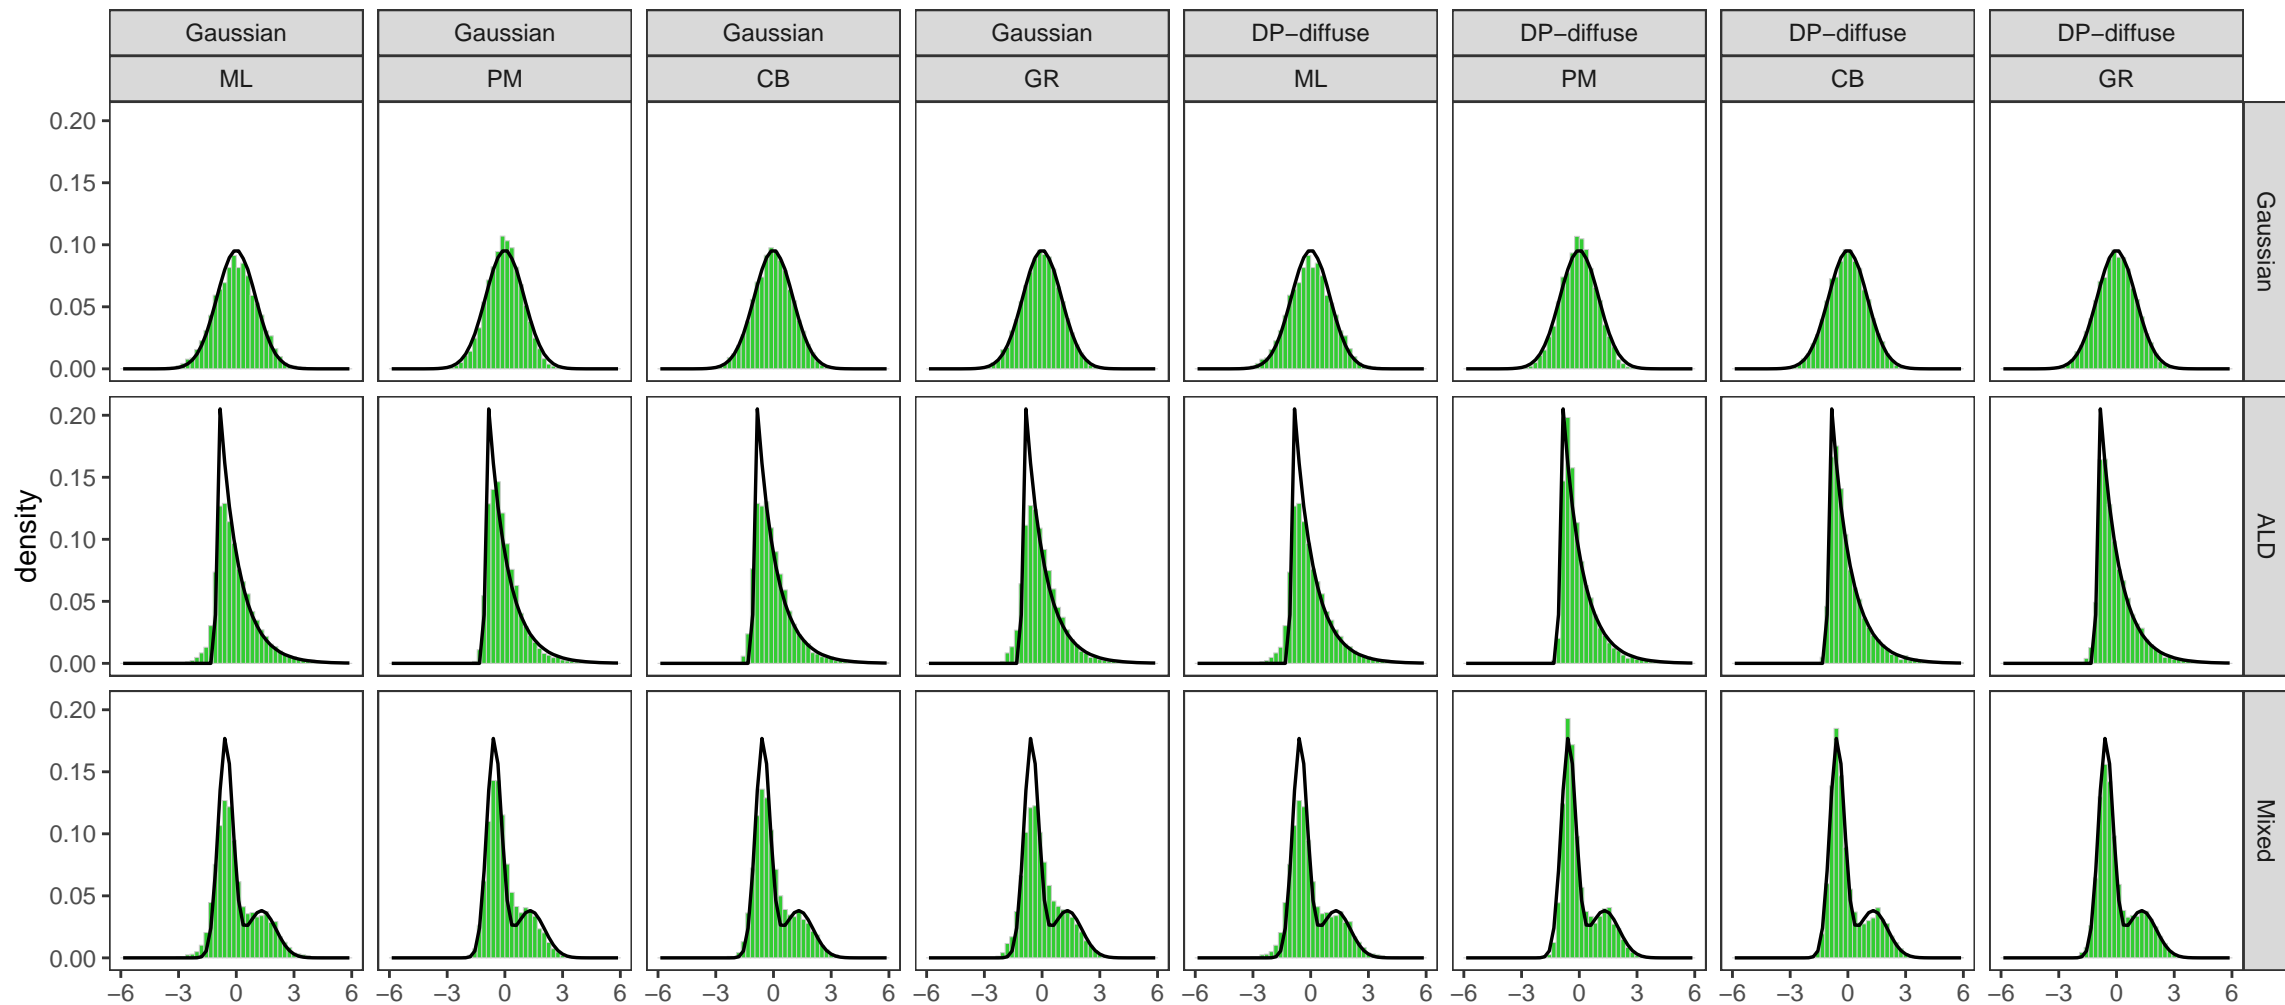 Gaussian Gaussian Gaussian Gaussian DP−diffuse DP−diffuse DP−diffuse DP−diffuse
ML PM CB GR ML PM CB GR
0.20
0.15
0.10
0.05
0.00
Gaussian
0.20
0.15
0.10
0.05
0.00
ALD
density
0.20
0.15
0.10
0.05
0.00
Mixed
−6 −3 0 3 6 −6 −3 0 3 6 −6 −3 0 3 6 −6 −3 0 3 6 −6 −3 0 3 6 −6 −3 0 3 6 −6 −3 0 3 6 −6 −3 0 3 6